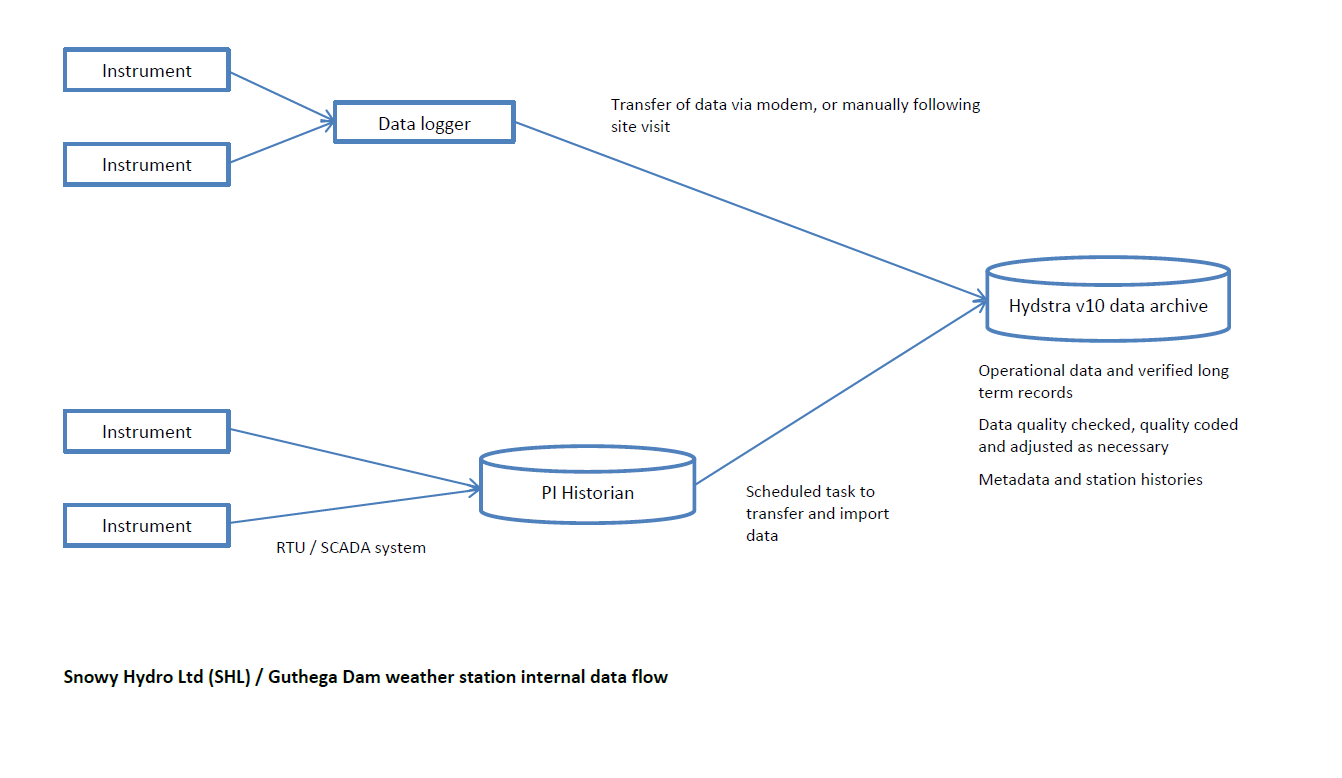 Instrument
Data logger
Transfer of data via modem, or manually following
site visit
Instrument
Hydstra v10 data archive
Operational data and verified long
term records
Data quality checked, quality coded
and adjusted as necessary
Metadata and station histories
Instrument
PI Historian
Scheduled task to
transfer and import
data
Instrument
RTU / SCADA system
Snowy Hydro Ltd (SHL) / Guthega Dam weather station internal data flow